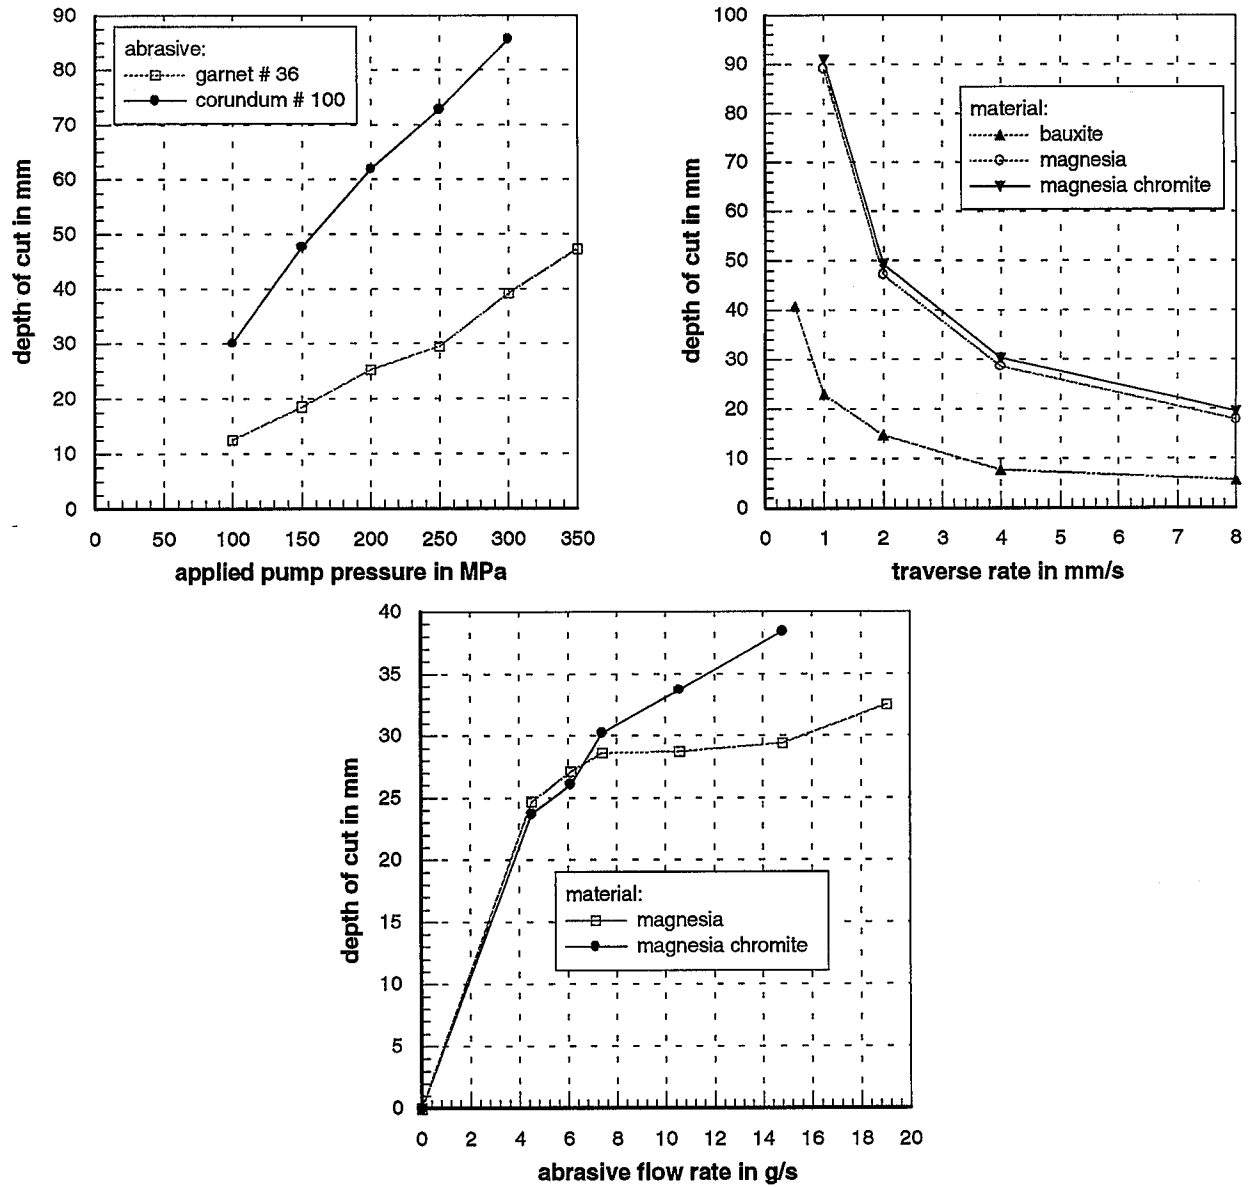 90
80
70
60
50
40
30
20
10
0
depth of cut in mm
abrasive:
garnet # 36
corundum # 100
0 50 100 150 200 250 300 350
applied pump pressure in MPa
100
90
80
70
60
50
40
30
20
10
0
depth of cut in mm
material:
bauxite
magnesia
magnesia chromite
0 1 2 3 4 5 6 7 8
traverse rate in mm/s
40
35
30
25
20
15
10
5
0
depth of cut in mm
material:
magnesia
magnesia chromite
0 2 4 6 8 10 12 14 16 18 20
abrasive flow rate in g/s